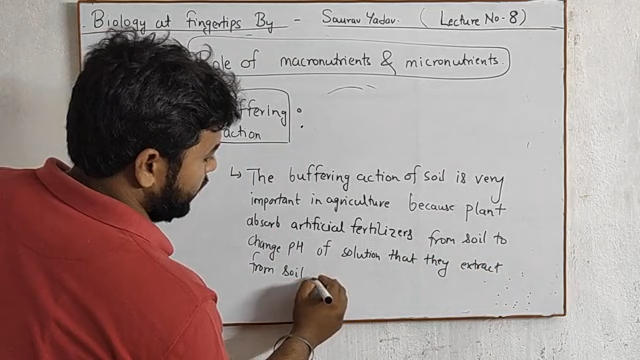 Biology at fingertips By - Saurav Yadav. (Lecture No. 8)
Role of macronutrients & micronutrients.
ffering :
action
↳ The buffering action of soil is very
important in agriculture because plant
absorb artificial fertilizers from soil to
change PH of solution that they extract
from soil